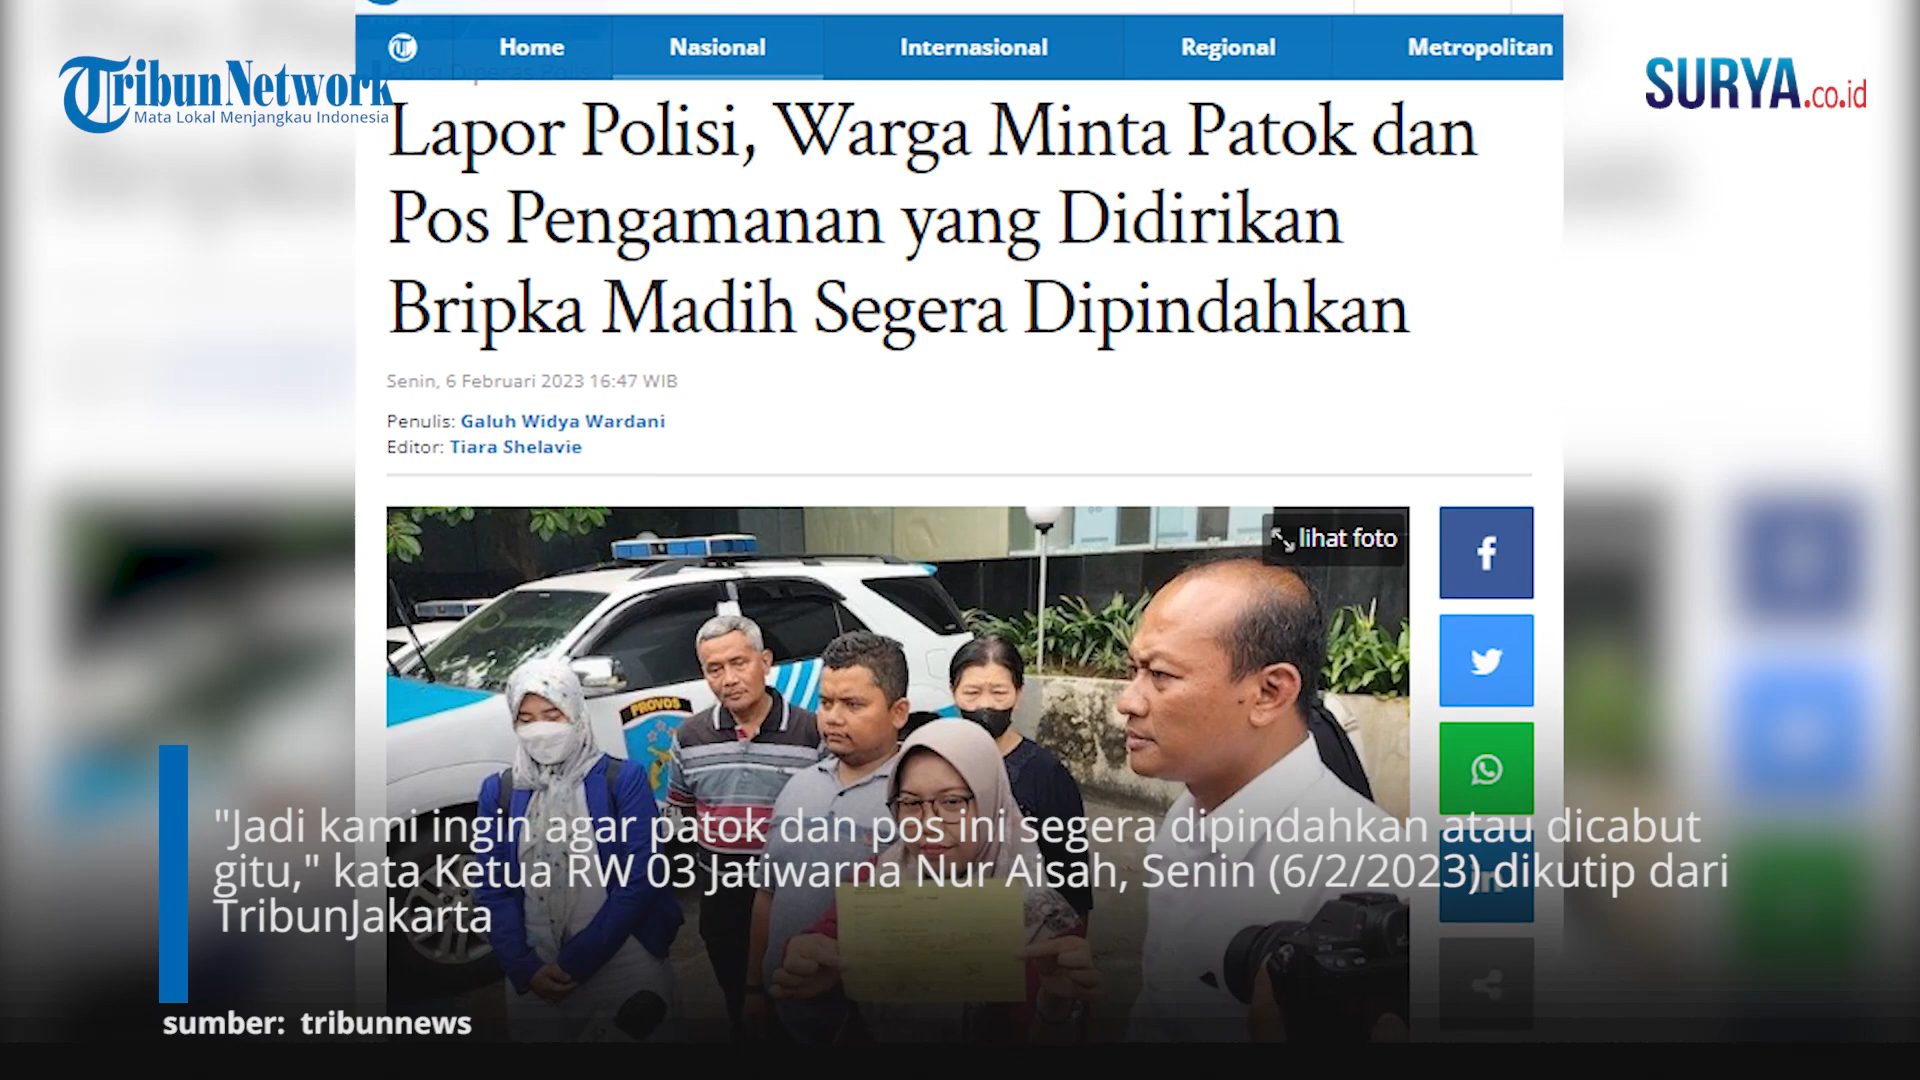 Home Nasional Internasional Regional Metropolitan
TribunNetwork
Mata Lokal Menjangkau Indonesia
SURYA.co.id
Lapor Polisi, Warga Minta Patok dan
Pos Pengamanan yang Didirikan
Bripka Madih Segera Dipindahkan
Senin, 6 Februari 2023 16:47 WIB
Penulis: Galuh Widya Wardani
Editor: Tiara Shelavie
lihat foto
PROVOS
"Jadi kami ingin agar patok dan pos ini segera dipindahkan atau dicabut
gitu," kata Ketua RW 03 Jatiwarna Nur Aisah, Senin (6/2/2023) dikutip dari
TribunJakarta
sumber: tribunnews